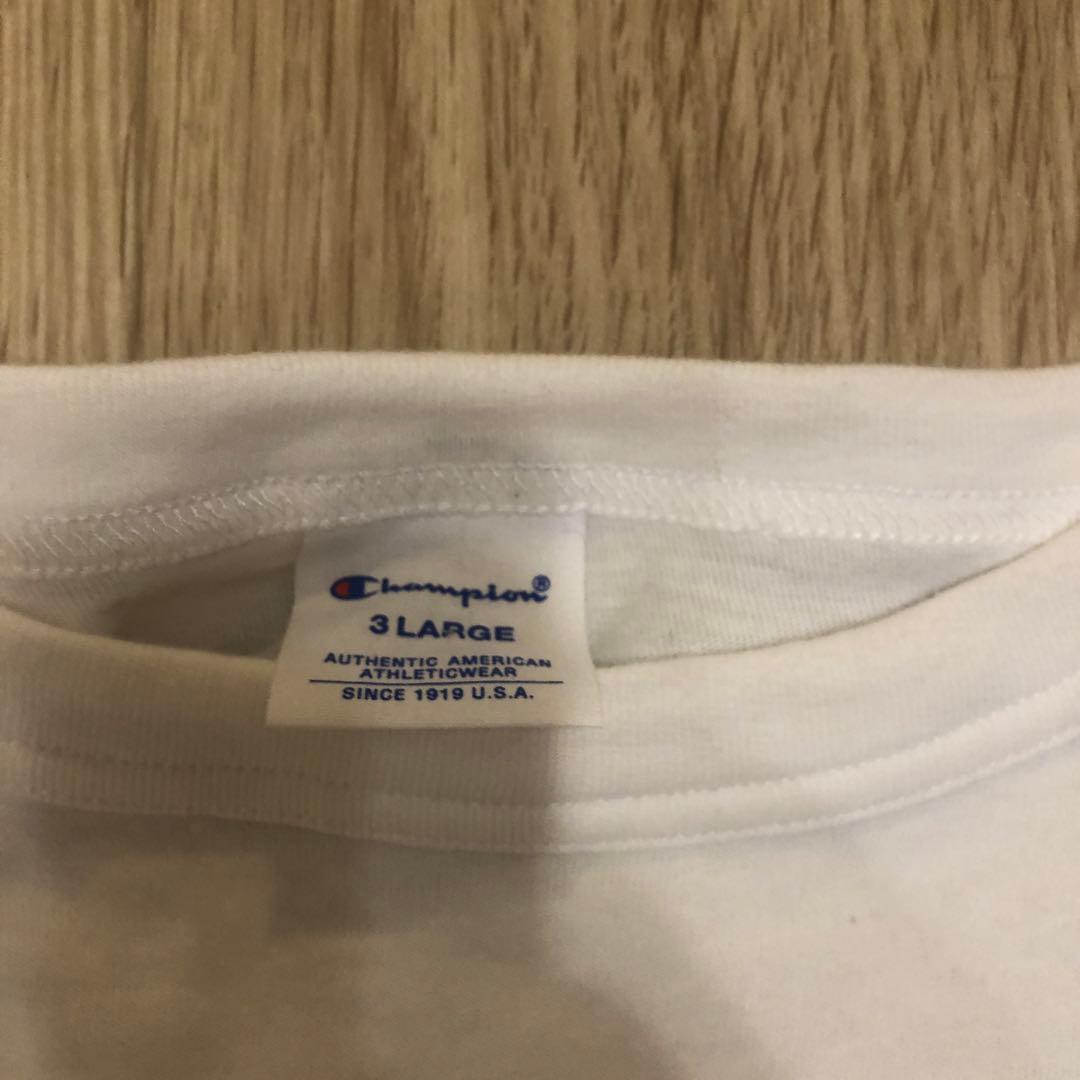 Champion®
3 LARGE
AUTHENTIC AMERICAN
ATHLETICWEAR
SINCE 1919 U.S.A.